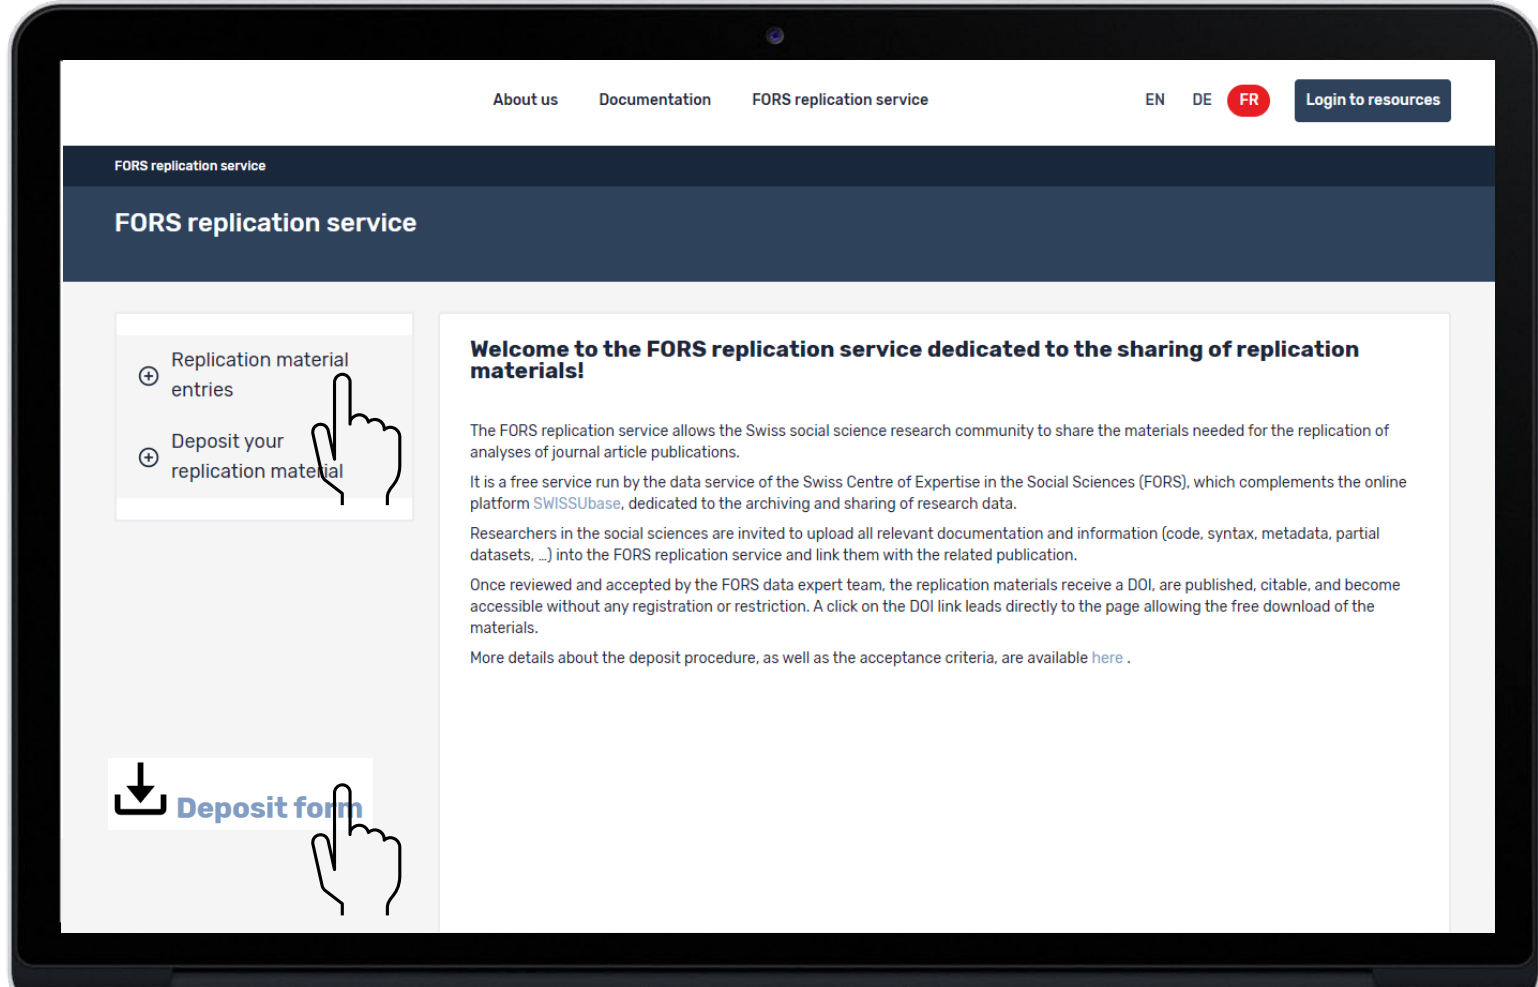 About us Documentation FORS replication service EN DE FR Login to resources
FORS replication service
FORS replication service
Replication material
entries
Deposit your
replication material
Welcome to the FORS replication service dedicated to the sharing of replication
materials!
The FORS replication service allows the Swiss social science research community to share the materials needed for the replication of
analyses of journal article publications.
It is a free service run by the data service of the Swiss Centre of Expertise in the Social Sciences (FORS), which complements the online
platform SWISSUbase, dedicated to the archiving and sharing of research data.
Researchers in the social sciences are invited to upload all relevant documentation and information (code, syntax, metadata, partial
datasets, ...) into the FORS replication service and link them with the related publication.
Once reviewed and accepted by the FORS data expert team, the replication materials receive a DOI, are published, citable, and become
accessible without any registration or restriction. A click on the DOI link leads directly to the page allowing the free download of the
materials.
More details about the deposit procedure, as well as the acceptance criteria, are available here .
Deposit form